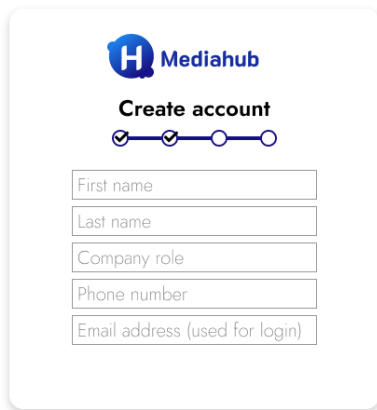 H Mediahub
Create account
First name
Last name
Company role
Phone number
Email address (used for login)